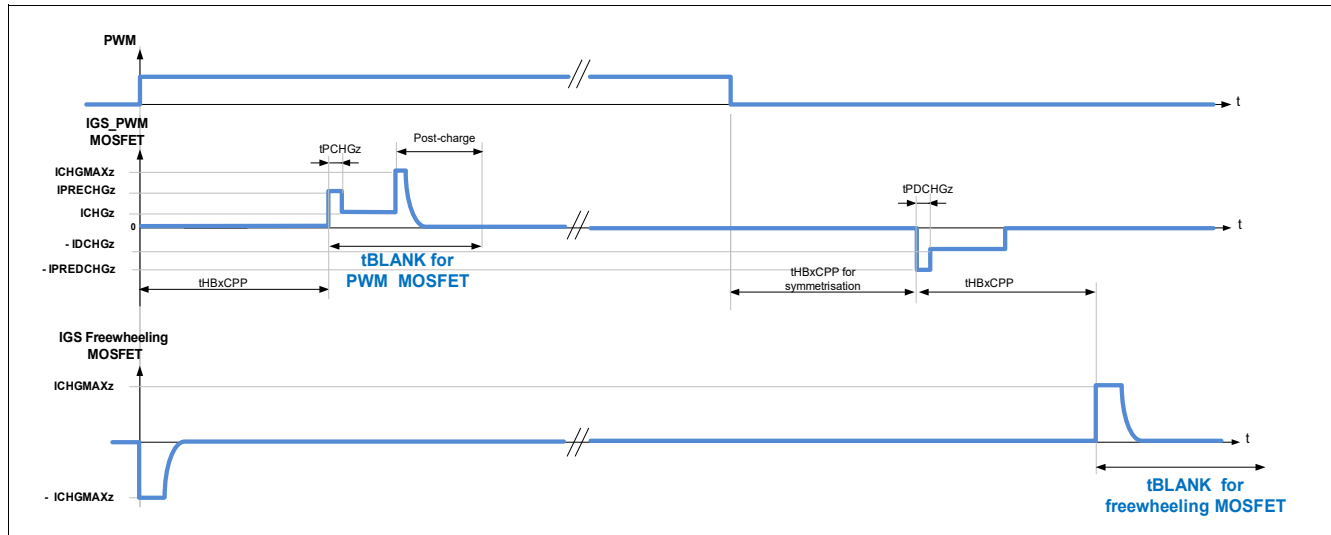 PWM
t
IGS_PWM
MOSFET
tPCHGz
Post-charge
ICHGMAXz
IPRECHGz
ICHGz
0
- IDCHGz
- IPREDCHGz
t
tPDCHGz
tBLANK for
PWM MOSFET
tHBxCPP
tHBxCPP for
symmetrisation
tHBxCPP
IGS Freewheeling
MOSFET
ICHGMAXz
t
- ICHGMAXz
tBLANK for
freewheeling MOSFET